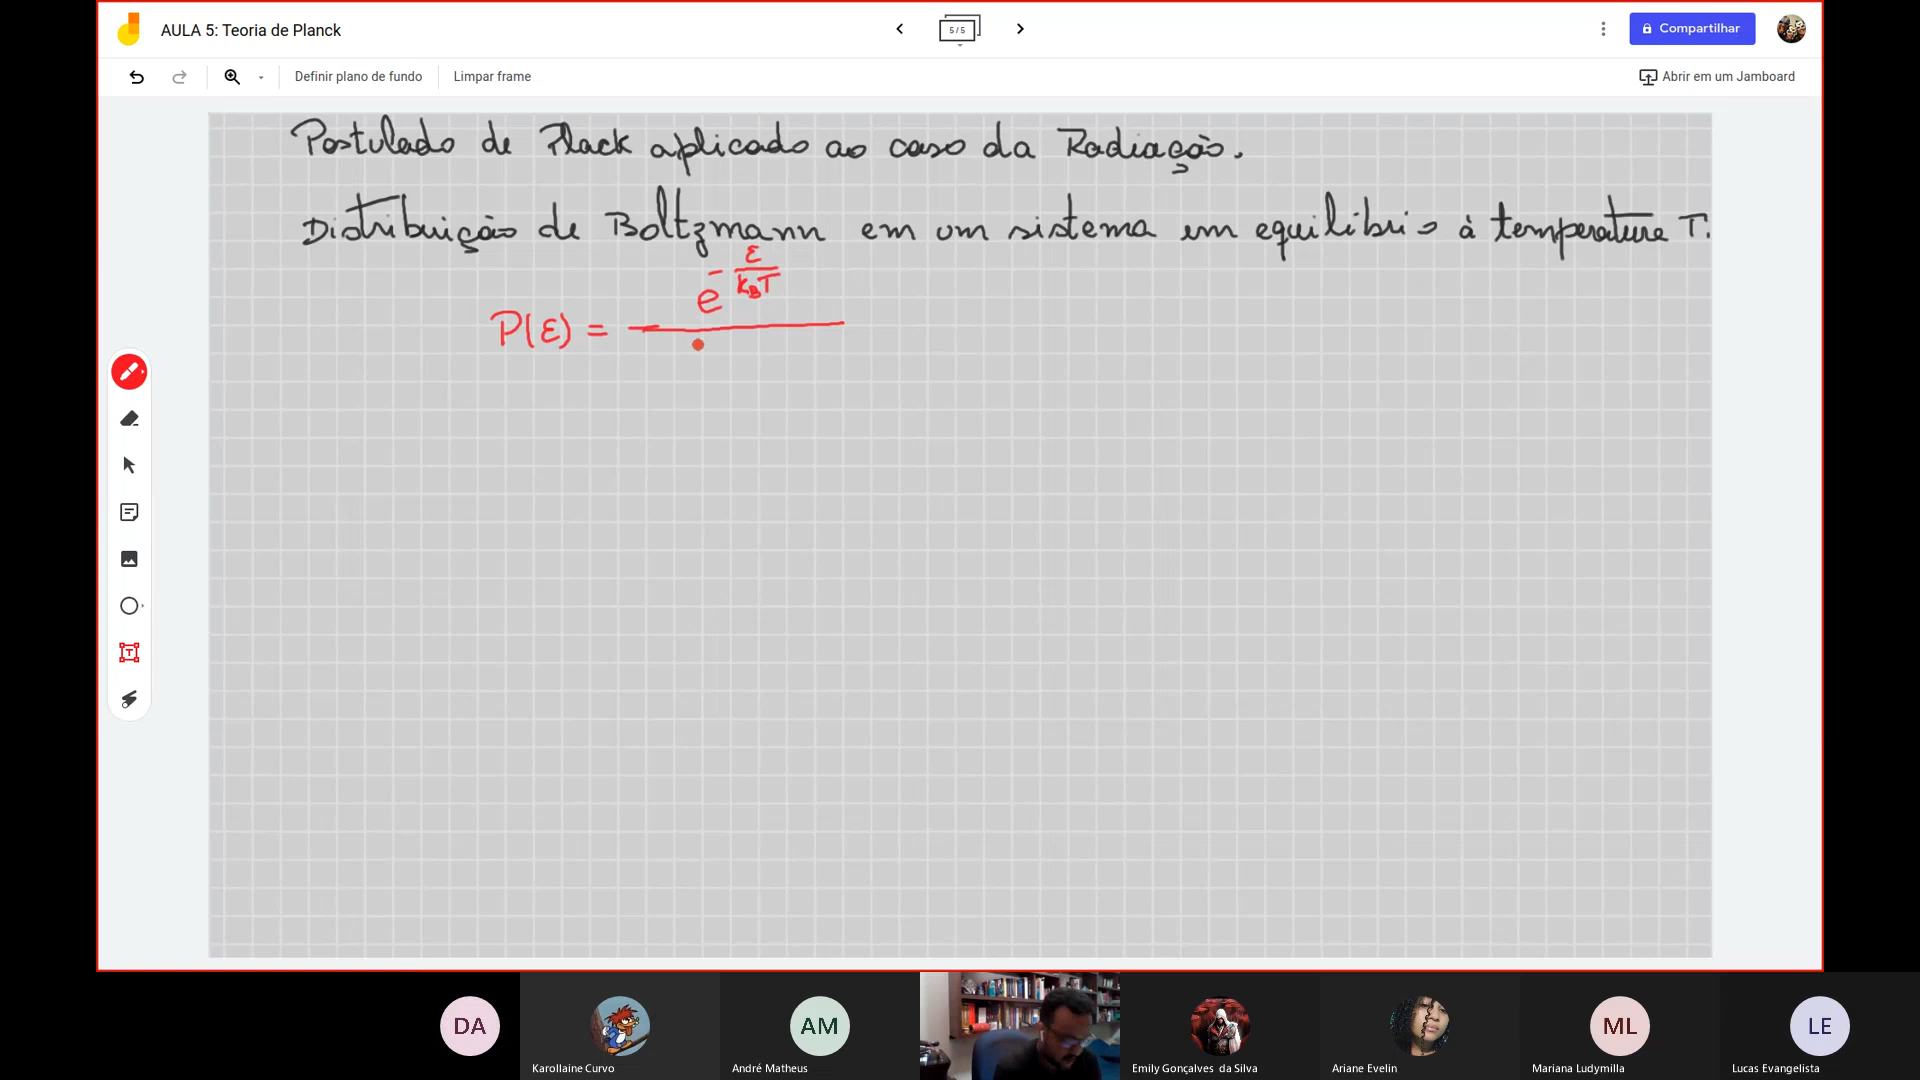 AULA 5: Teoria de Planck
5 / 5
Compartilhar
Definir plano de fundo
Limpar frame
Abrir em um Jamboard
Postulado de Plack aplicado ao caso da Radiação.
Distribuição de Boltzmann em um sistema em equilíbrio à temperatura T.
P(ε) = e^{-ε/k_BT} / 
T
DA
AM
ML
LE
Karollaine Curvo
André Matheus
Emily Gonçalves da Silva
Ariane Evelin
Mariana Ludymilla
Lucas Evangelista